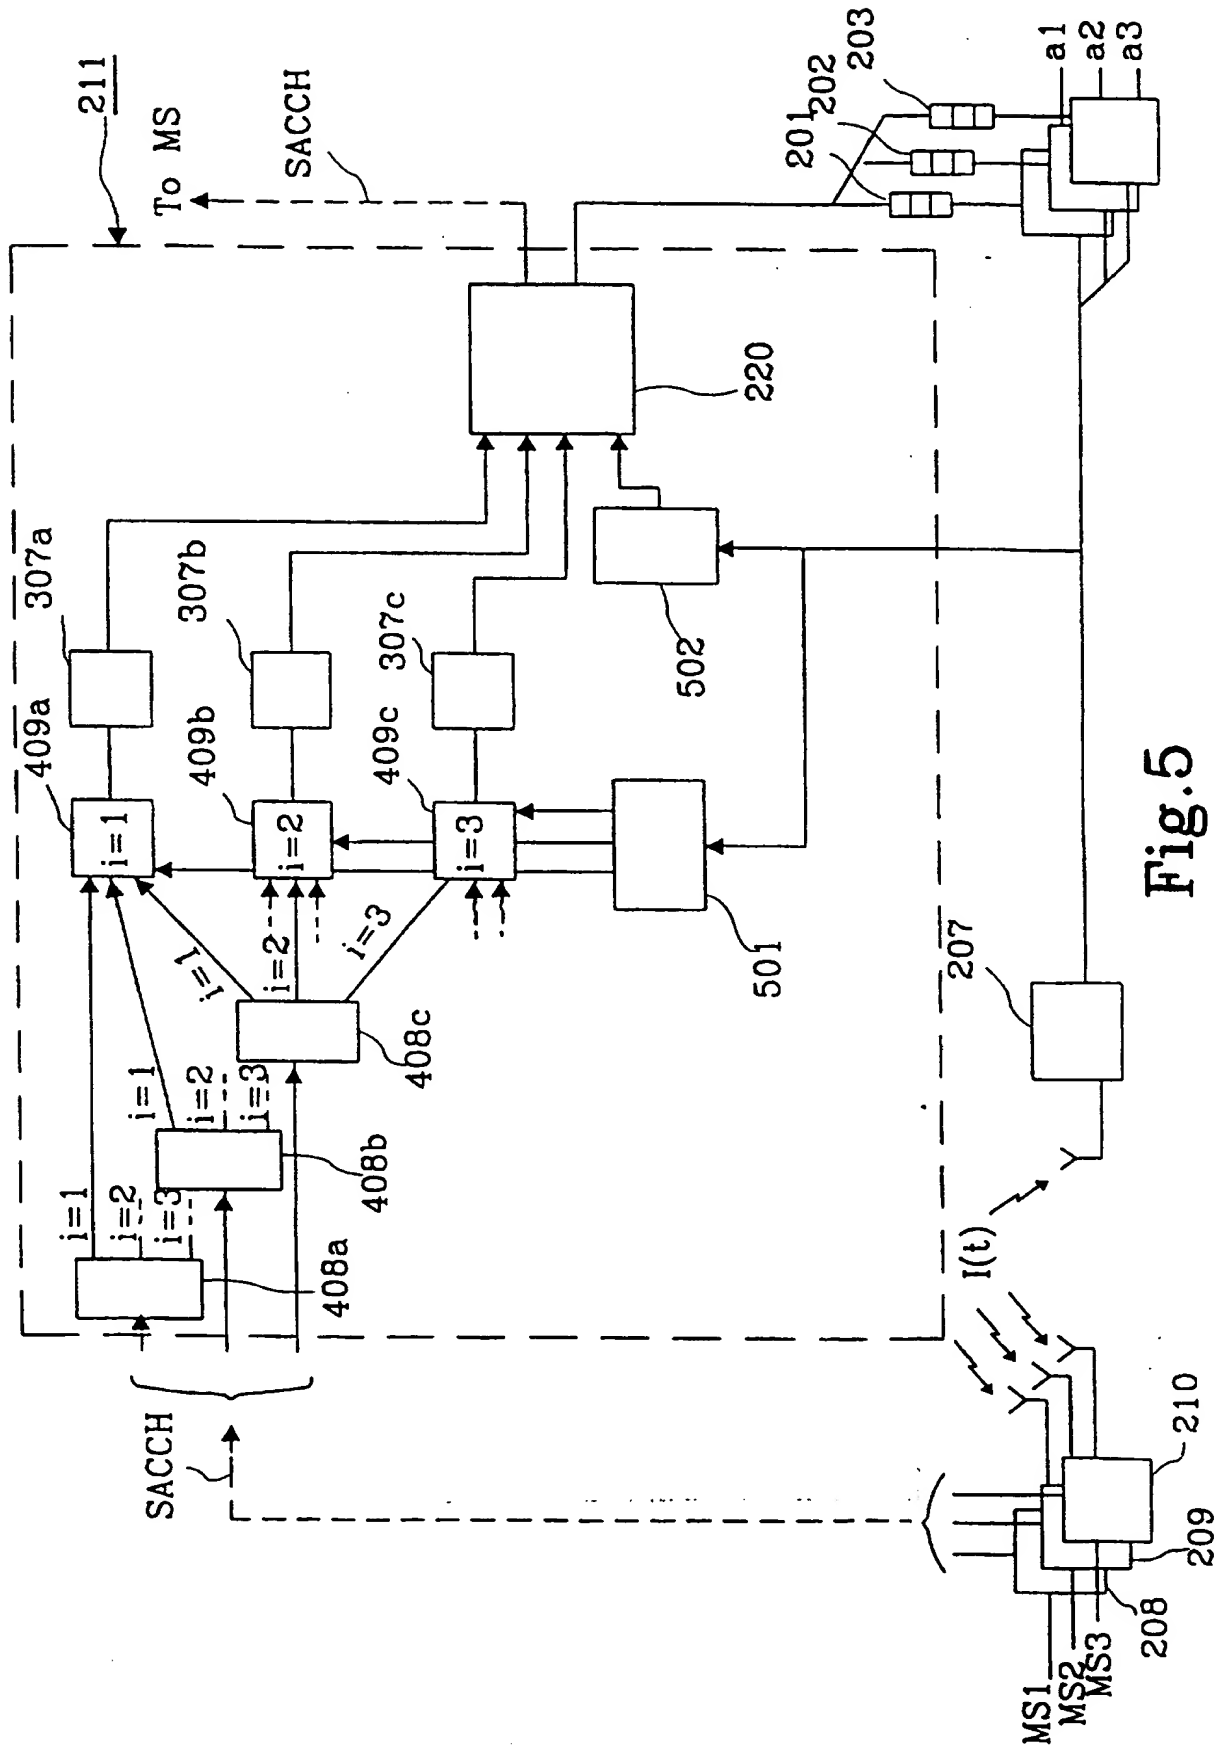 211
To MS
SACCH
203
202
201
a1
a2
a3
220
307a
307b
307c
409a
409b
409c
i=1
i=2
i=3
502
501
i=1
i=2
i=3
408c
i=1
i=2
i=3
408b
i=1
i=2
i=3
408a
SACCH
207
I(t)
210
209
208
MS1
MS2
MS3
Fig.5